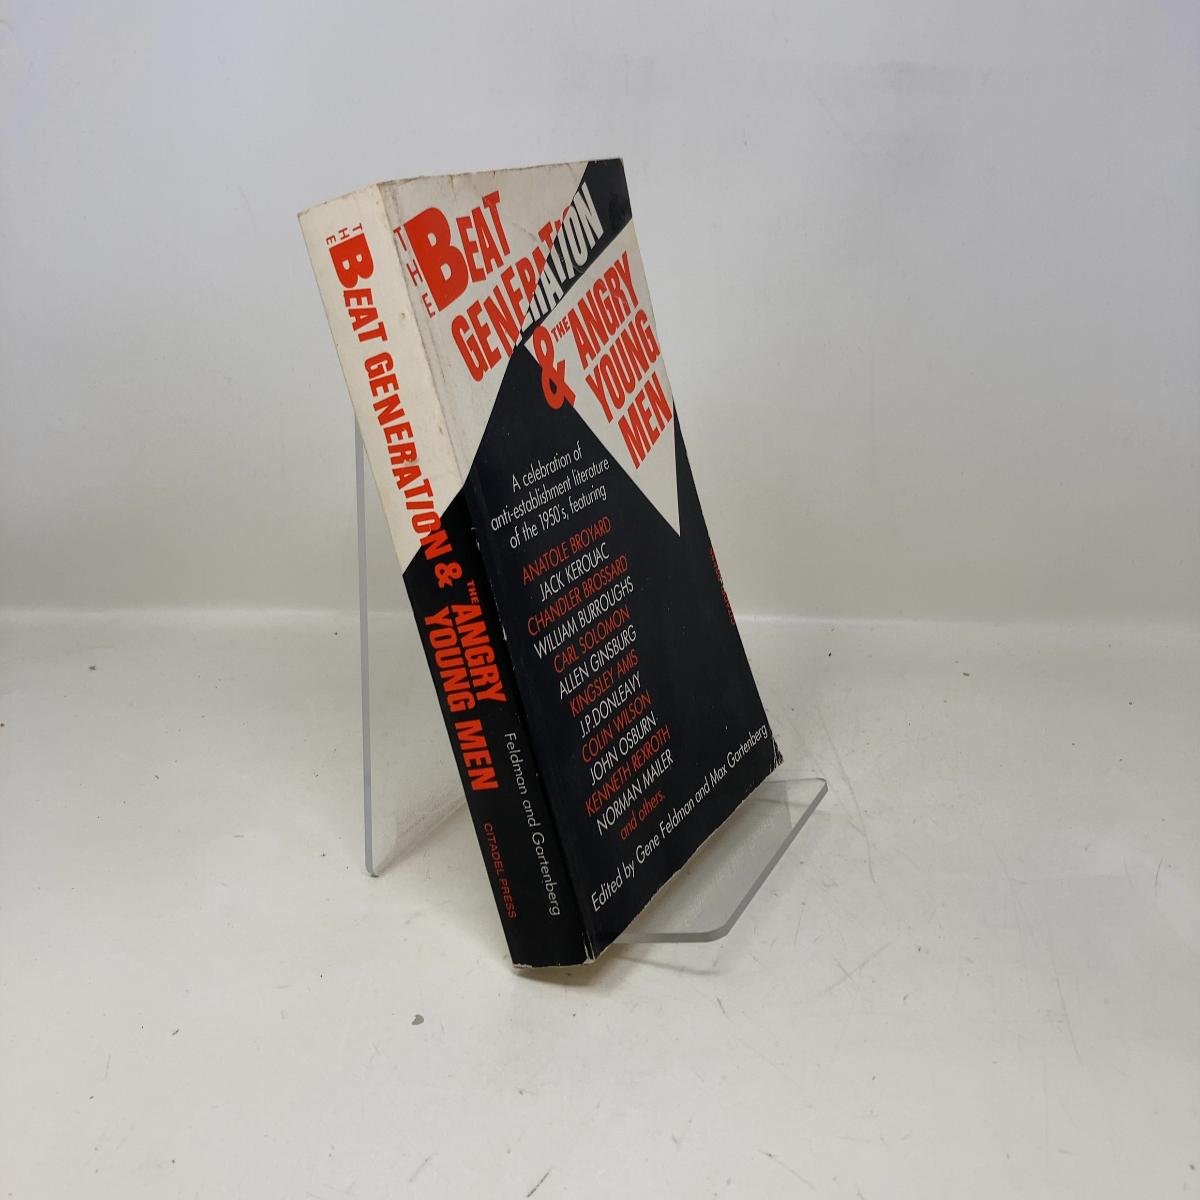 THE
BEAT GENERATION &
THE ANGRY
YOUNG MEN
Feldman and Gartenberg
CITADEL PRESS
THE
BEAT
GENERATION
& THE ANGRY
YOUNG
MEN
A celebration of
anti-establishment literature
of the 1950's, featuring
ANATOLE BROYARD
JACK KEROUAC
CHANDLER BROSSARD
WILLIAM BURROUGHS
CARL SOLOMON
ALLEN GINSBURG
KINGSLEY AMIS
J.P. DONLEAVY
COLIN WILSON
JOHN OSBURN
KENNETH REXROTH
NORMAN MAILER
and others.
Edited by Gene Feldman and Max Gartenberg